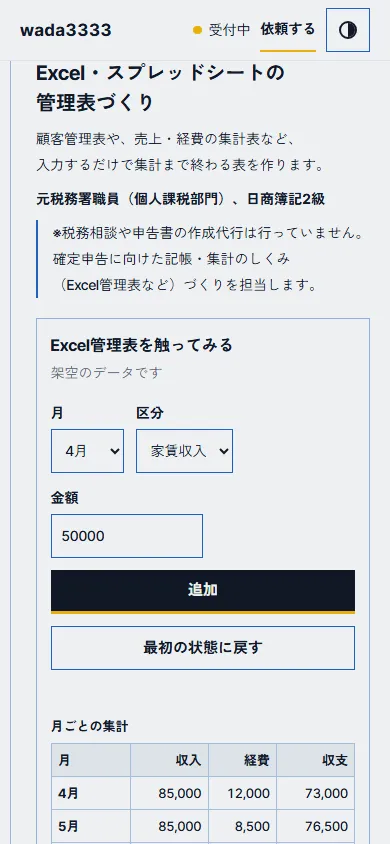 wada3333
受付中
依頼する
Excel・スプレッドシートの
管理表づくり
顧客管理表や、売上・経費の集計表など、
入力するだけで集計まで終わる表を作ります。
元税務署職員（個人課税部門）、日商簿記2級
※税務相談や申告書の作成代行は行っていません。
確定申告に向けた記帳・集計のしくみ
（Excel管理表など）づくりを担当します。
Excel管理表を触ってみる
架空のデータです
月 区分
4月 家賃収入
金額
50000
追加
最初の状態に戻す
月ごとの集計
月 収入 経費 収支
4月 85,000 12,000 73,000
5月 85,000 8,500 76,500